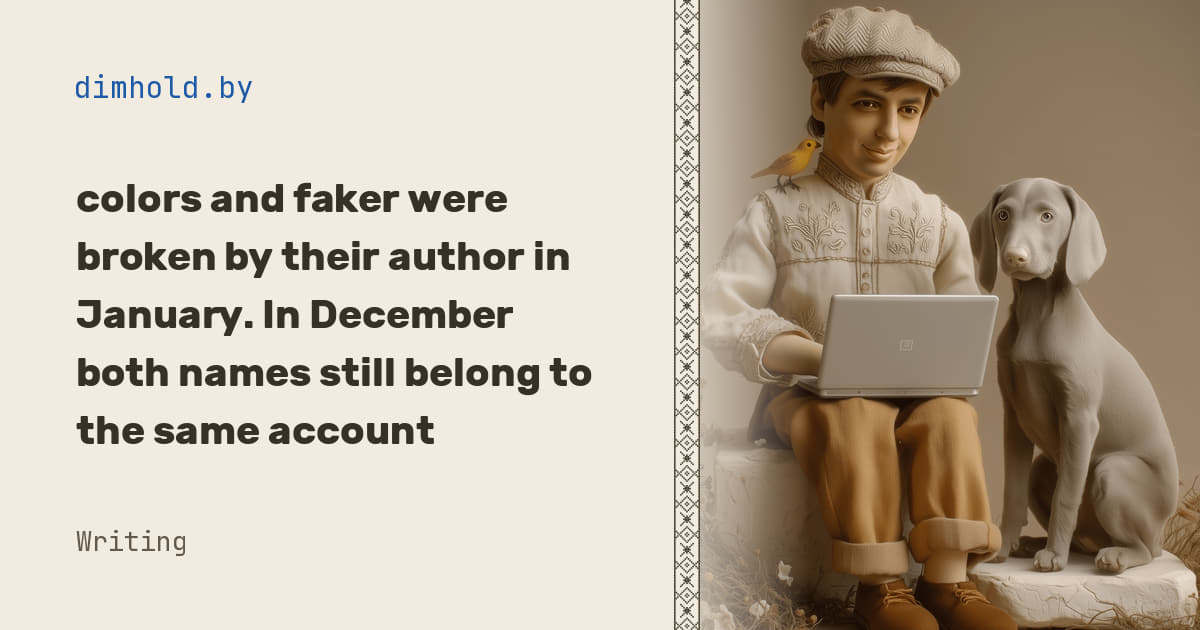 dimhold.by
colors and faker were
broken by their author in
January. In December
both names still belong to
the same account
Writing